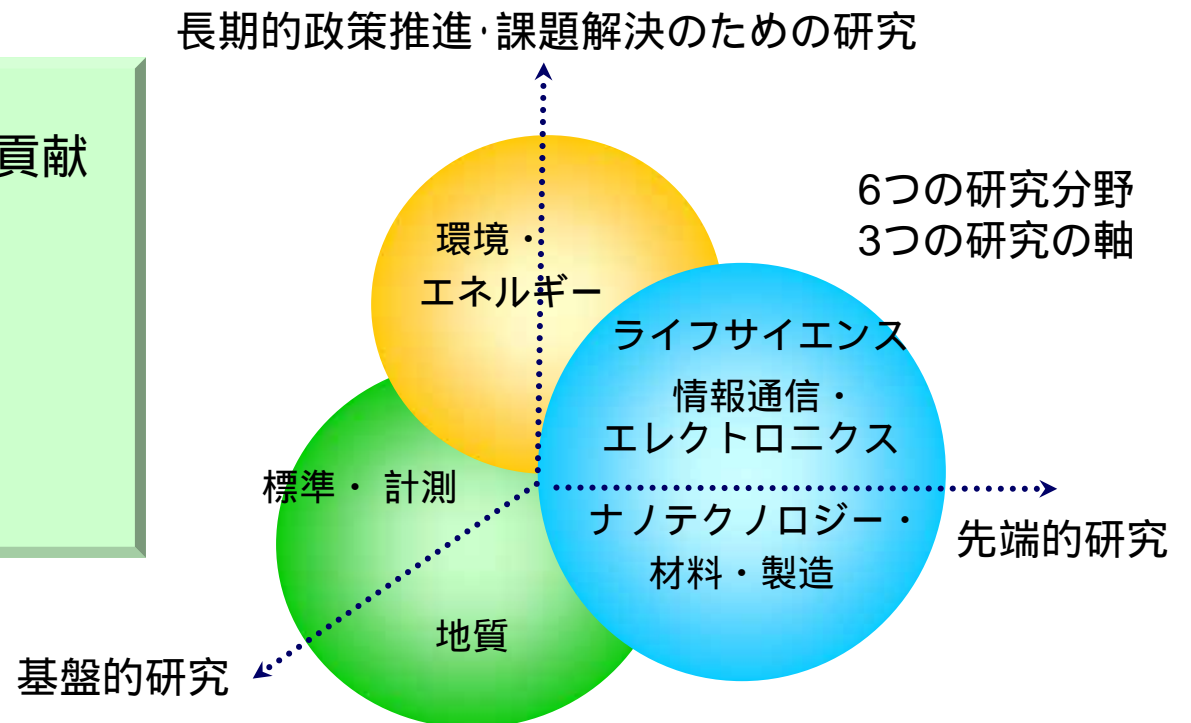 長期的政策推進・課題解決のための研究
貢献
6つの研究分野
3つの研究の軸
環境・
エネルギー
ライフサイエンス
情報通信・
エレクトロニクス
標準・ 計測
ナノテクノロジー・
材料・製造
先端的研究
地質
基盤的研究